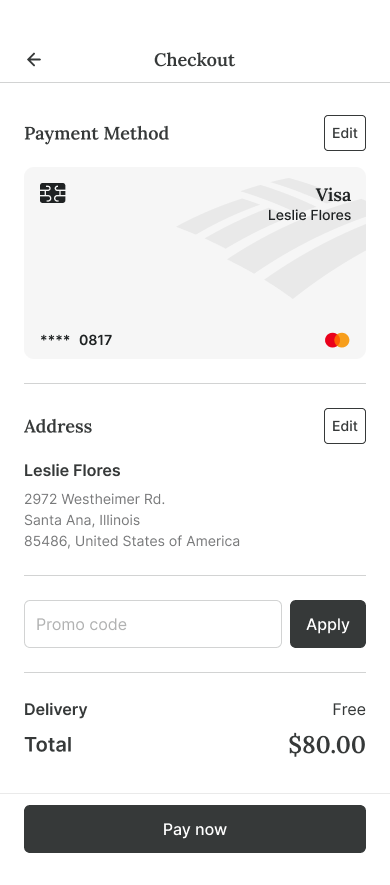 Checkout
Payment Method
Edit
Visa
Leslie Flores
**** 0817
Address
Edit
Leslie Flores
2972 Westheimer Rd.
Santa Ana, Illinois
85486, United States of America
Promo code
Apply
Delivery
Free
Total
$80.00
Pay now